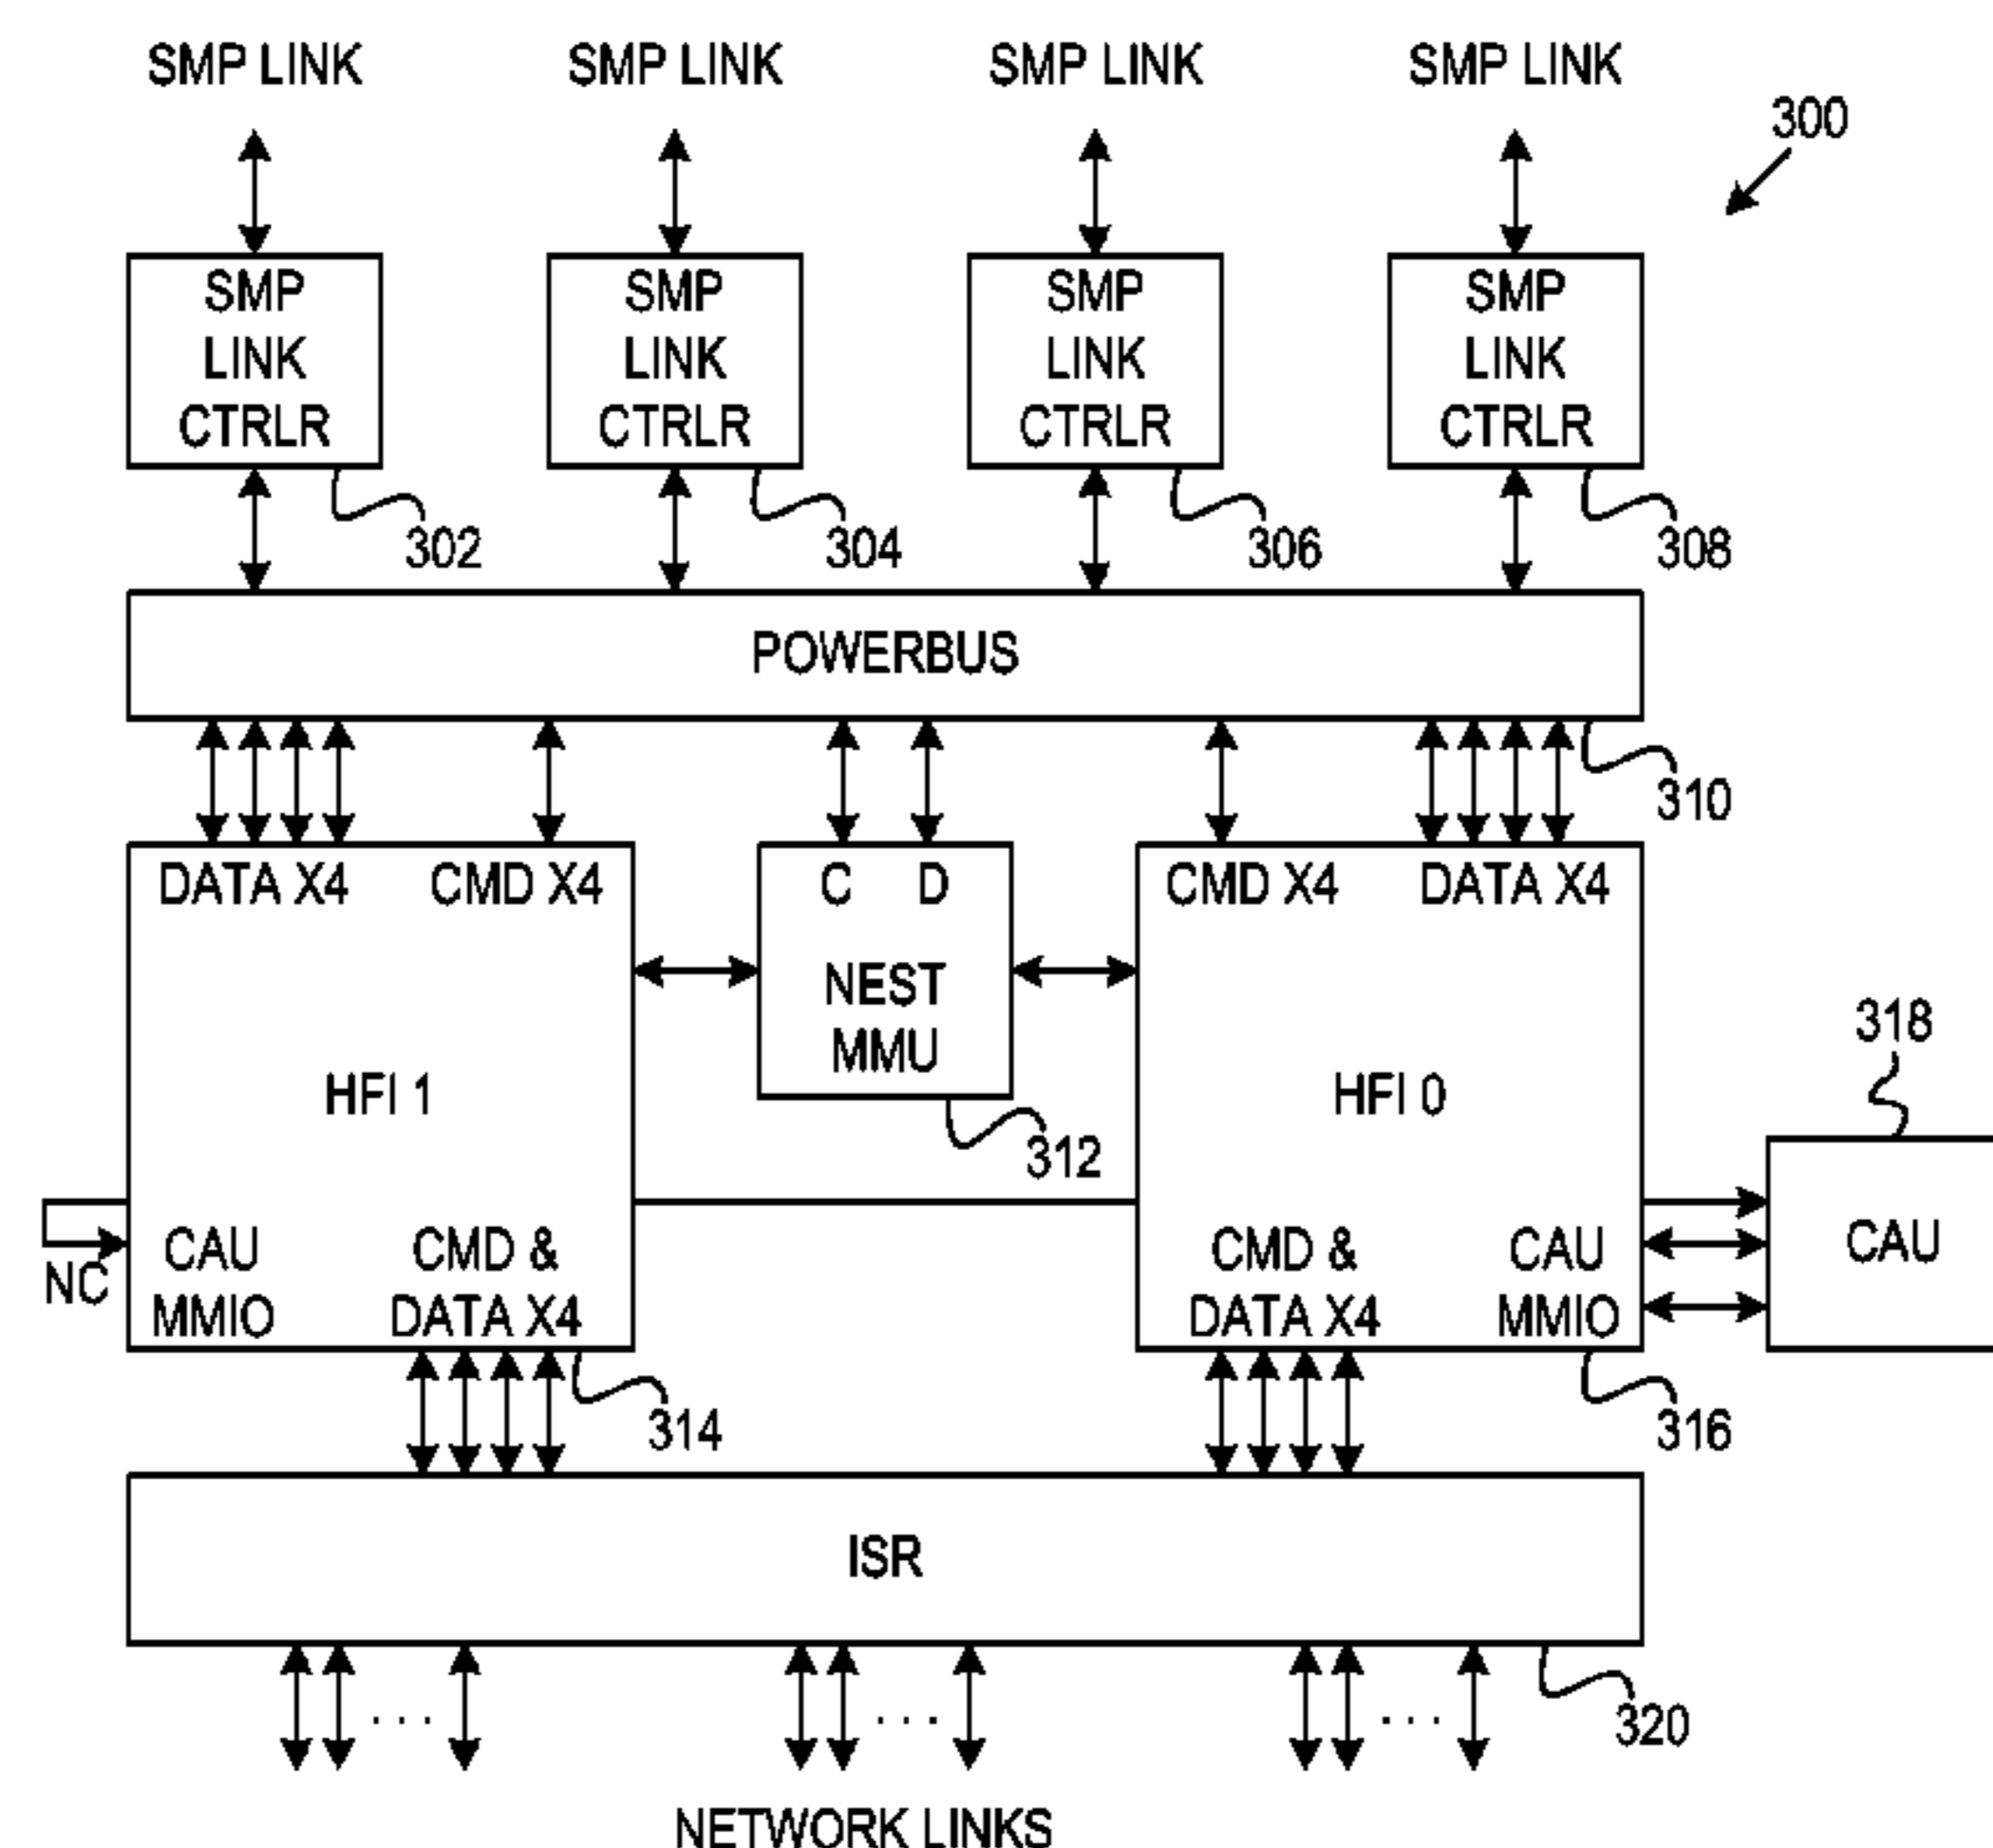 SMP LINK SMP LINK SMP LINK SMP LINK
300
SMP LINK CTRLR
SMP LINK CTRLR
SMP LINK CTRLR
SMP LINK CTRLR
302 304 306 308
POWERBUS
310
DATA X4 CMD X4
C D
CMD X4 DATA X4
NEST
MMU
318
HFI 1
HFI 0
312
CAU
NC
CAU
MMIO
CMD &
DATA X4
CMD &
DATA X4
CAU
MMIO
314 316
ISR
... ... ...
320
NETWORK LINKS